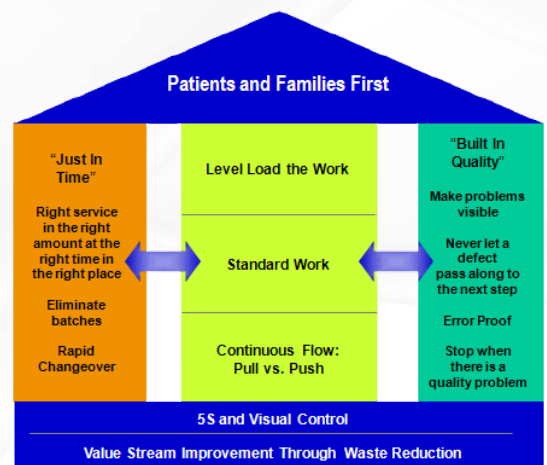 Patients and Families First
“Just In
Time”
Right service
in the right
amount at the
right time in
the right place
Eliminate
batches
Rapid
Changeover
Level Load the Work
Standard Work
Continuous Flow:
Pull vs. Push
“Built In
Quality”
Make problems
visible
Never let a
defect
pass along to
the next step
Error Proof
Stop when
there is a
quality problem
5S and Visual Control
Value Stream Improvement Through Waste Reduction